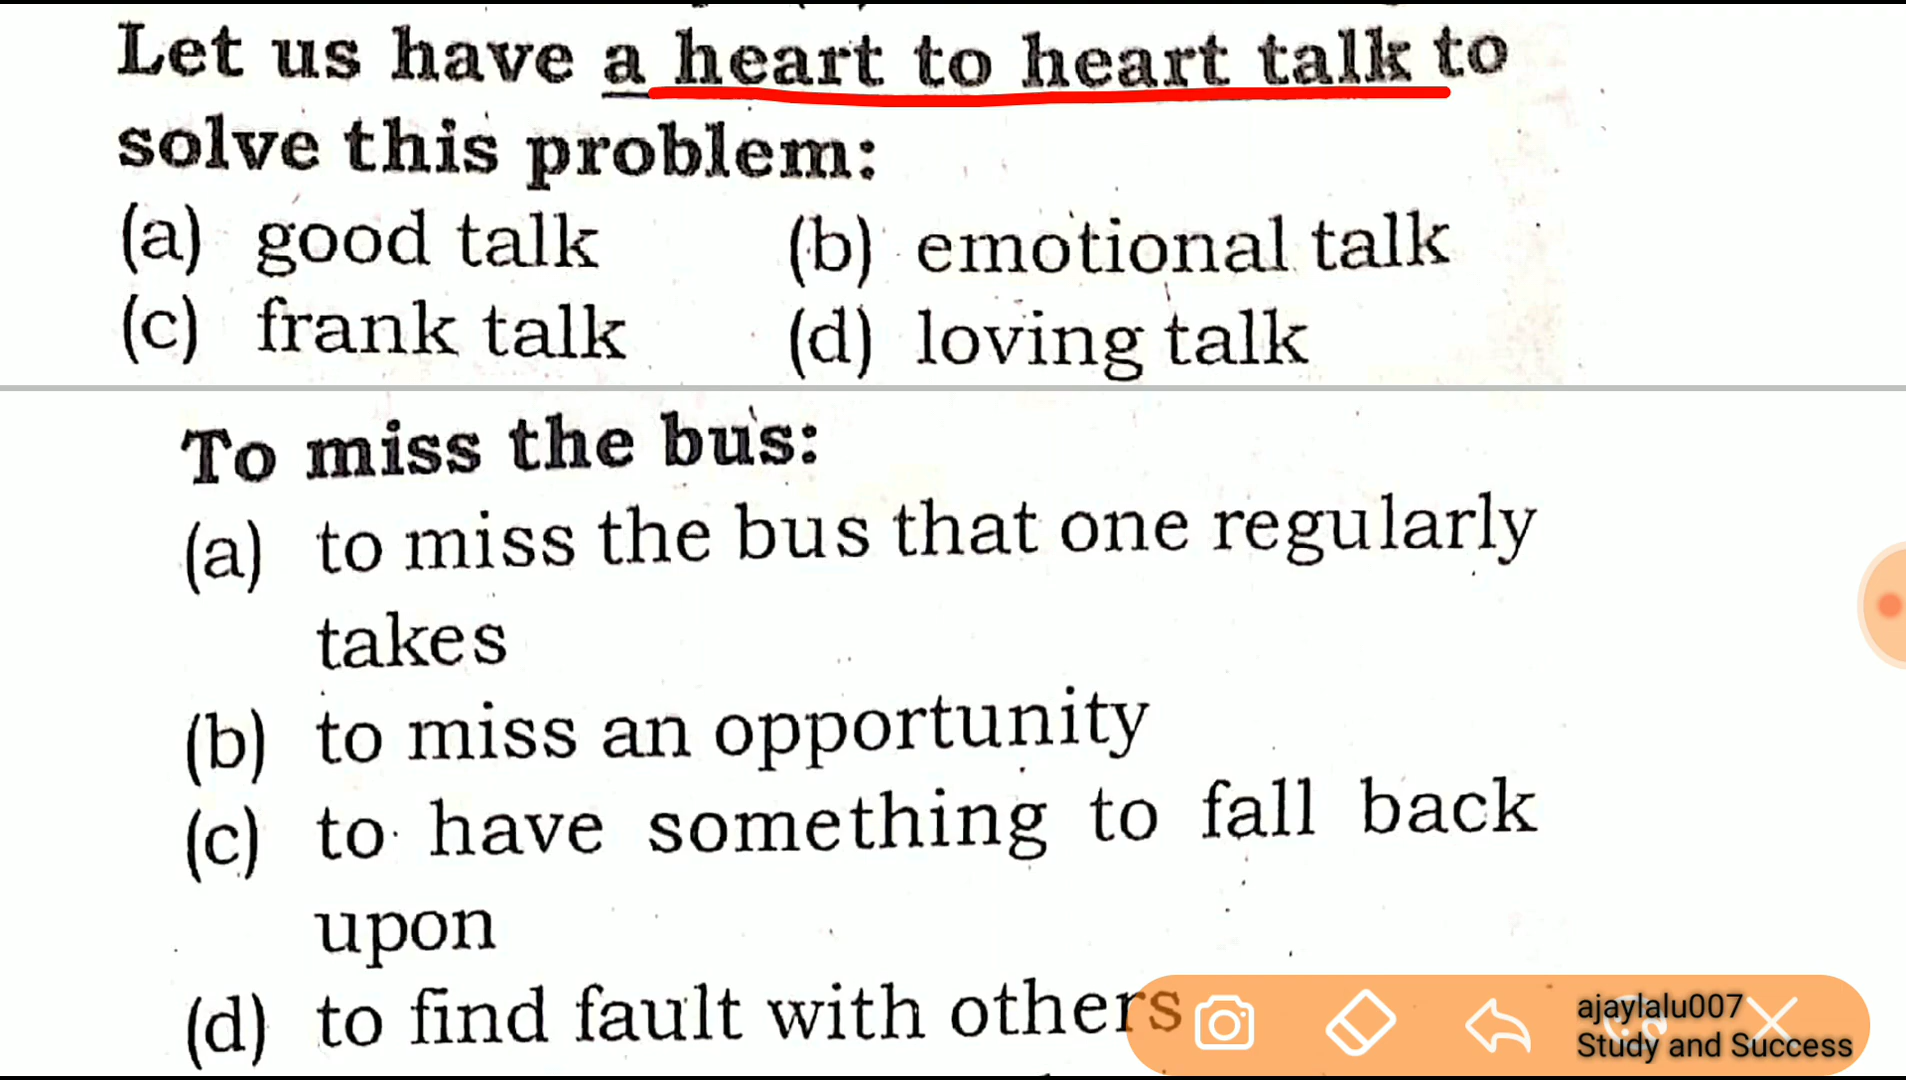 Let us have a heart to heart talk to
solve this problem:
(a) good talk (b) emotional talk
(c) frank talk (d) loving talk
To miss the bus:
(a) to miss the bus that one regularly
takes
(b) to miss an opportunity
(c) to have something to fall back
upon
(d) to find fault with others
ajaylalu007
Study and Success